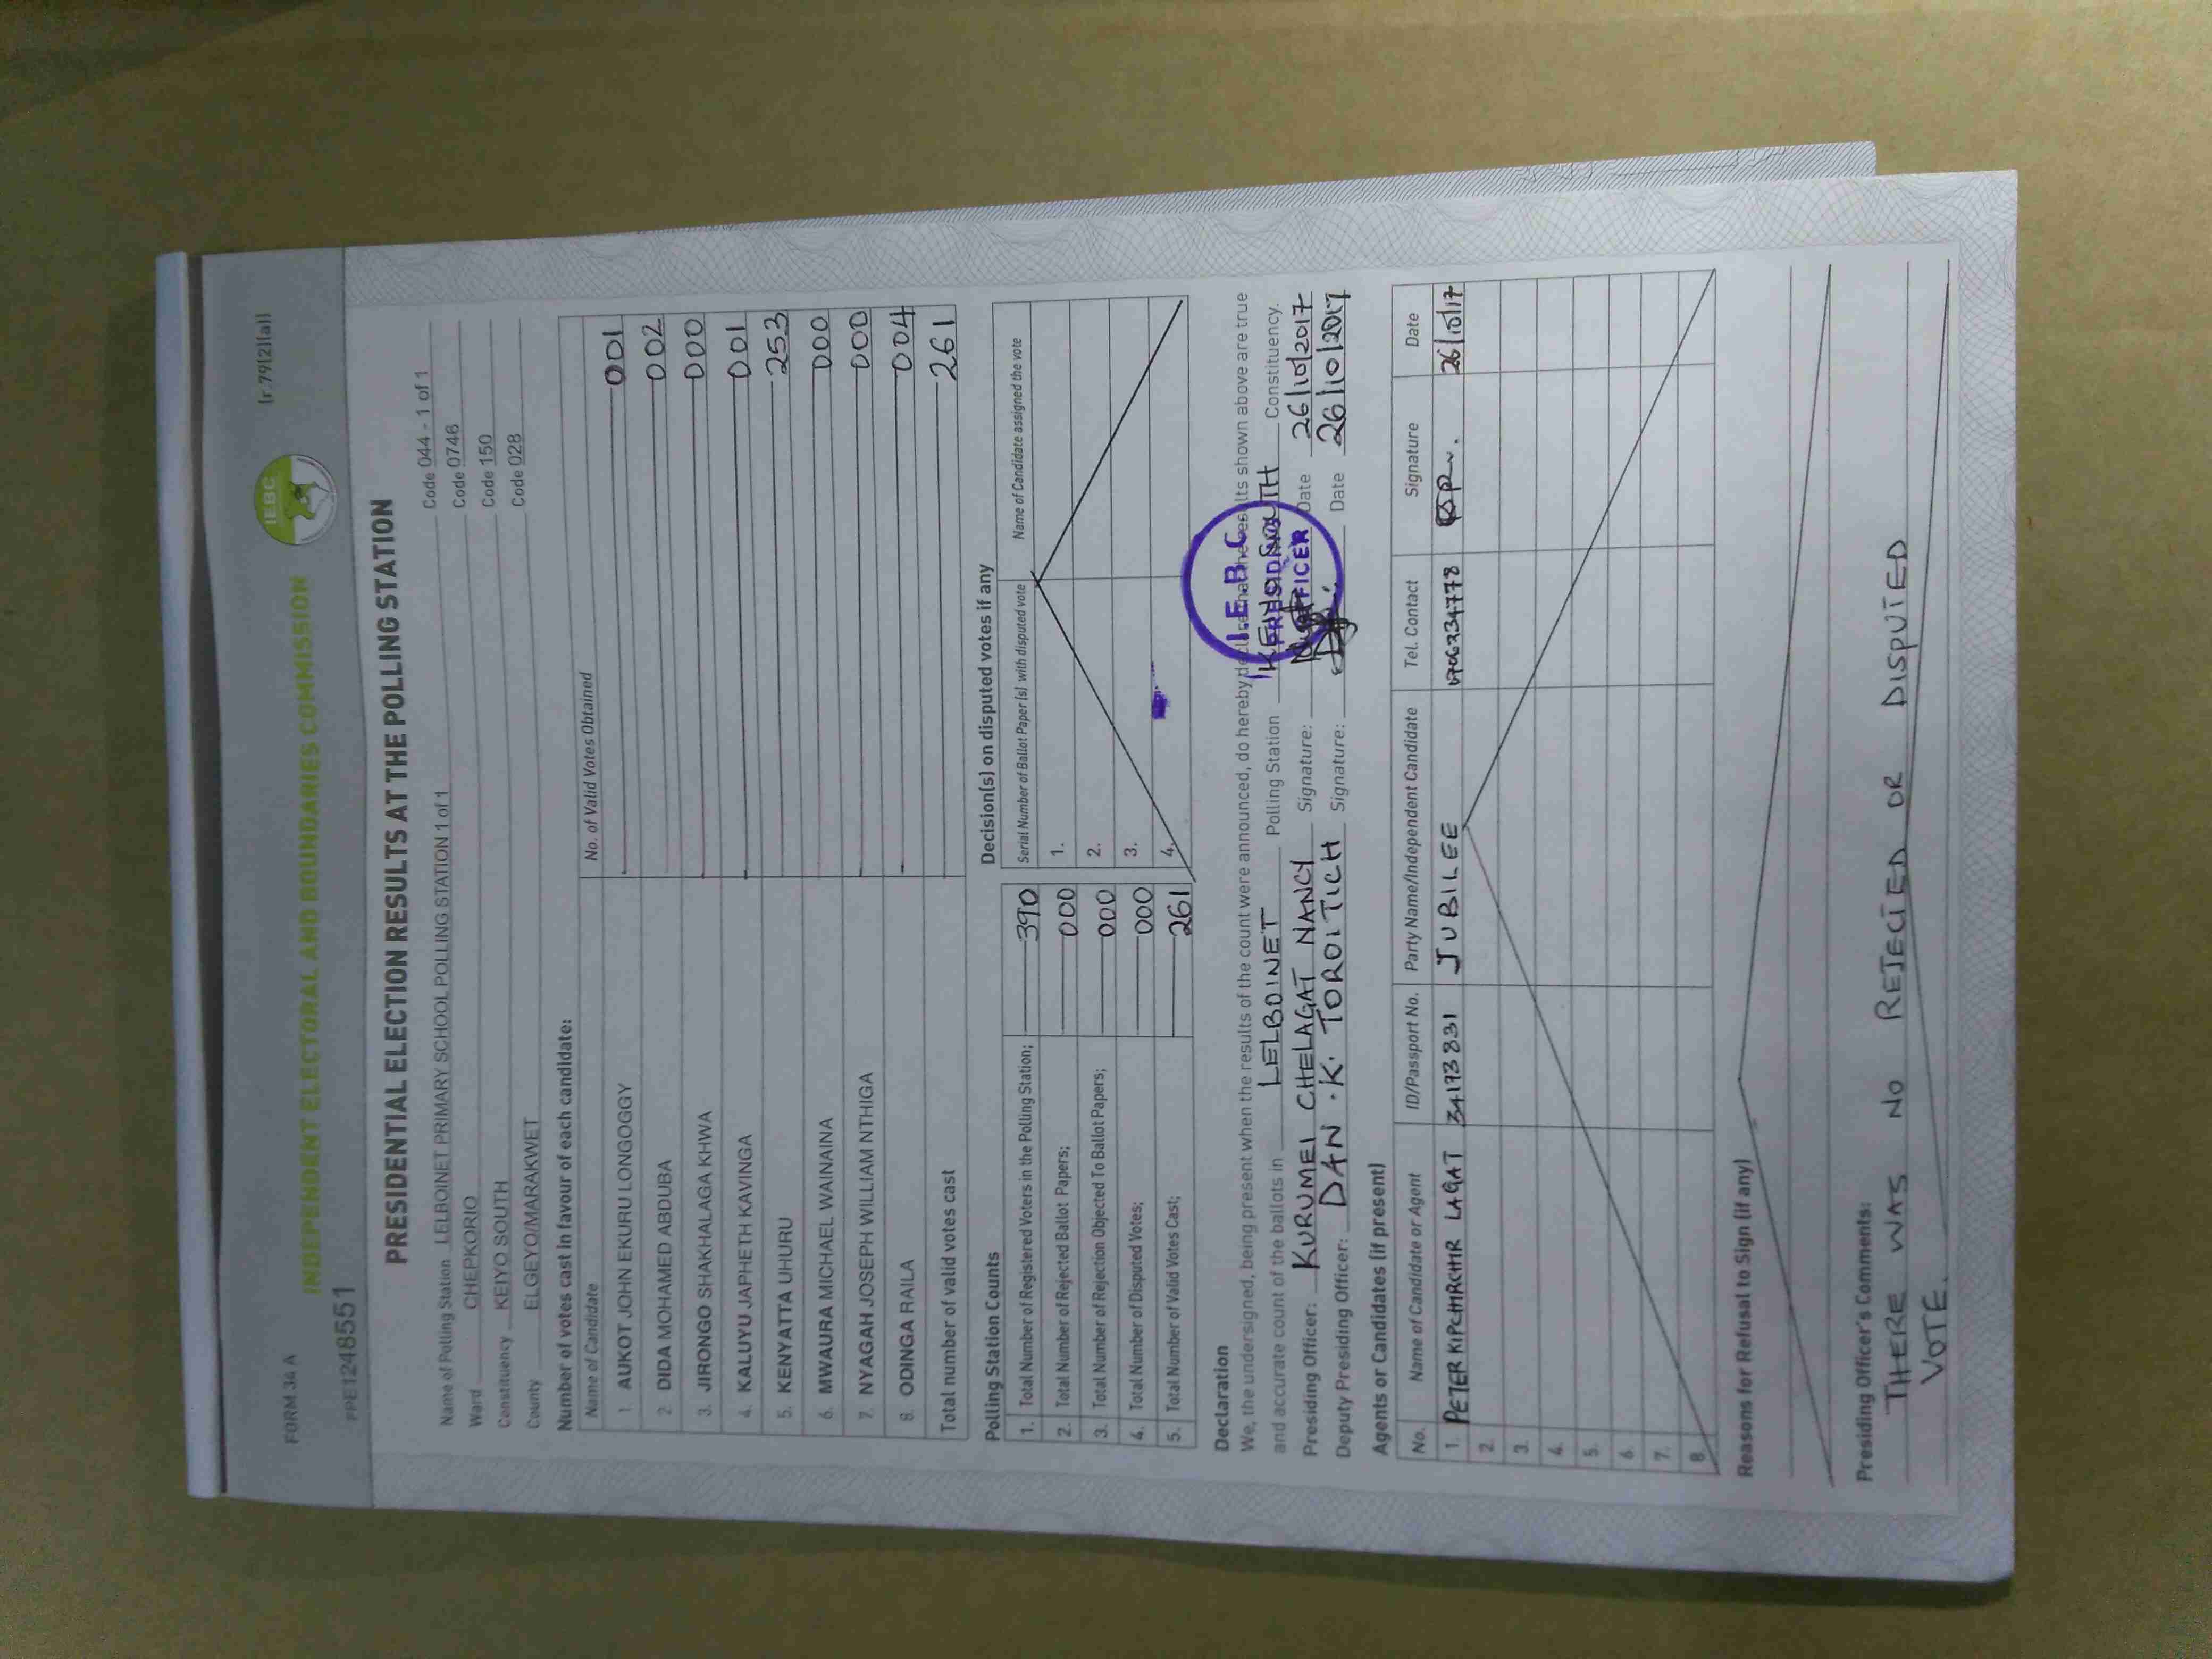 FORM 34 A
(r 79(2)(a))
IEBC
INDEPENDENT ELECTORAL AND BOUNDARIES COMMISSION
PPE1248551
PRESIDENTIAL ELECTION RESULTS AT THE POLLING STATION
Name of Polling Station LELBOINET PRIMARY SCHOOL POLLING STATION 1 of 1 Code 044 - 1 of 1
Ward CHEPKORIO Code 0746
Constituency KEIYO SOUTH Code 150
County ELGEYO/MARAKWET Code 028
Number of votes cast in favour of each candidate:
Name of Candidate No. of Valid Votes Obtained
1. AUKOT JOHN EKURU LONGOGGY 001
2 DIDA MOHAMED ABDUBA 002
3. JIRONGO SHAKHALAGA KHWA 000
4. KALUYU JAPHETH KAVINGA 001
5. KENYATTA UHURU 253
6. MWAURA MICHAEL WAINAINA 000
7. NYAGAH JOSEPH WILLIAM NTHIGA 000
8. ODINGA RAILA 004
Total number of valid votes cast 261
Polling Station Counts
1. Total Number of Registered Voters in the Polling Station; 390
2. Total Number of Rejected Ballot Papers; 000
3. Total Number of Rejection Objected To Ballot Papers; 000
4. Total Number of Disputed Votes; 000
5. Total Number of Valid Votes Cast; 261
Decision(s) on disputed votes if any
Serial Number of Ballot Paper (s) with disputed vote Name of Candidate assigned the vote
1.
2.
3.
4.
Declaration
We, the undersigned, being present when the results of the count were announced, do hereby declare that the results shown above are true
and accurate count of the ballots in LELBOINET Polling Station KEIYO SOUTH Constituency.
Presiding Officer: KURUMEI CHELAGAT NANCY Signature: Date 26/10/2017
Deputy Presiding Officer: DAN . K. TOROITICH Signature: Date 26/10/2017
I.E.B.C
PRESIDING
OFFICER
Agents or Candidates (if present)
No. Name of Candidate or Agent ID/Passport No. Party Name/Independent Candidate Tel. Contact Signature Date
1. PETER KIPCHIRCHIR LAGAT 34173831 JUBILEE 0706234778 26/10/17
2.
3.
4.
5.
6.
7.
8.
Reasons for Refusal to Sign (if any)
Presiding Officer's Comments:
THERE WAS NO REJECTED OR DISPUTED
VOTE.